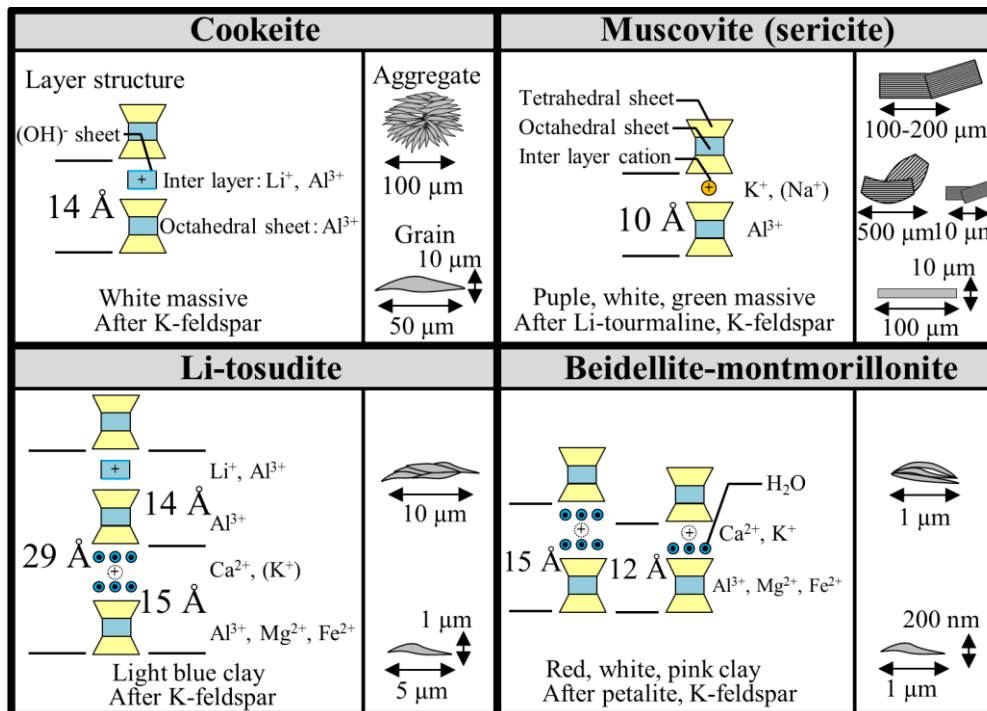 Cookeite
Layer structure
(OH)- sheet
Inter layer: Li⁺, Al³⁺
14 Å
Octahedral sheet: Al³⁺
White massive
After K-feldspar
Aggregate
100 μm
Grain
10 μm
50 μm
Muscovite (sericite)
Tetrahedral sheet
Octahedral sheet
Inter layer cation
+
K⁺, (Na⁺)
10 Å
Al³⁺
Puple, white, green massive
After Li-tourmaline, K-feldspar
100-200 μm
500 μm
10 μm
10 μm
100 μm
Li-tosudite
+
Li⁺, Al³⁺
14 Å
Al³⁺
29 Å
+
Ca²⁺, (K⁺)
15 Å
Al³⁺, Mg²⁺, Fe²⁺
Light blue clay
After K-feldspar
10 μm
1 μm
5 μm
Beidellite-montmorillonite
H₂O
+
+
Ca²⁺, K⁺
15 Å
12 Å
Al³⁺, Mg²⁺, Fe²⁺
Red, white, pink clay
After petalite, K-feldspar
1 μm
200 nm
1 μm